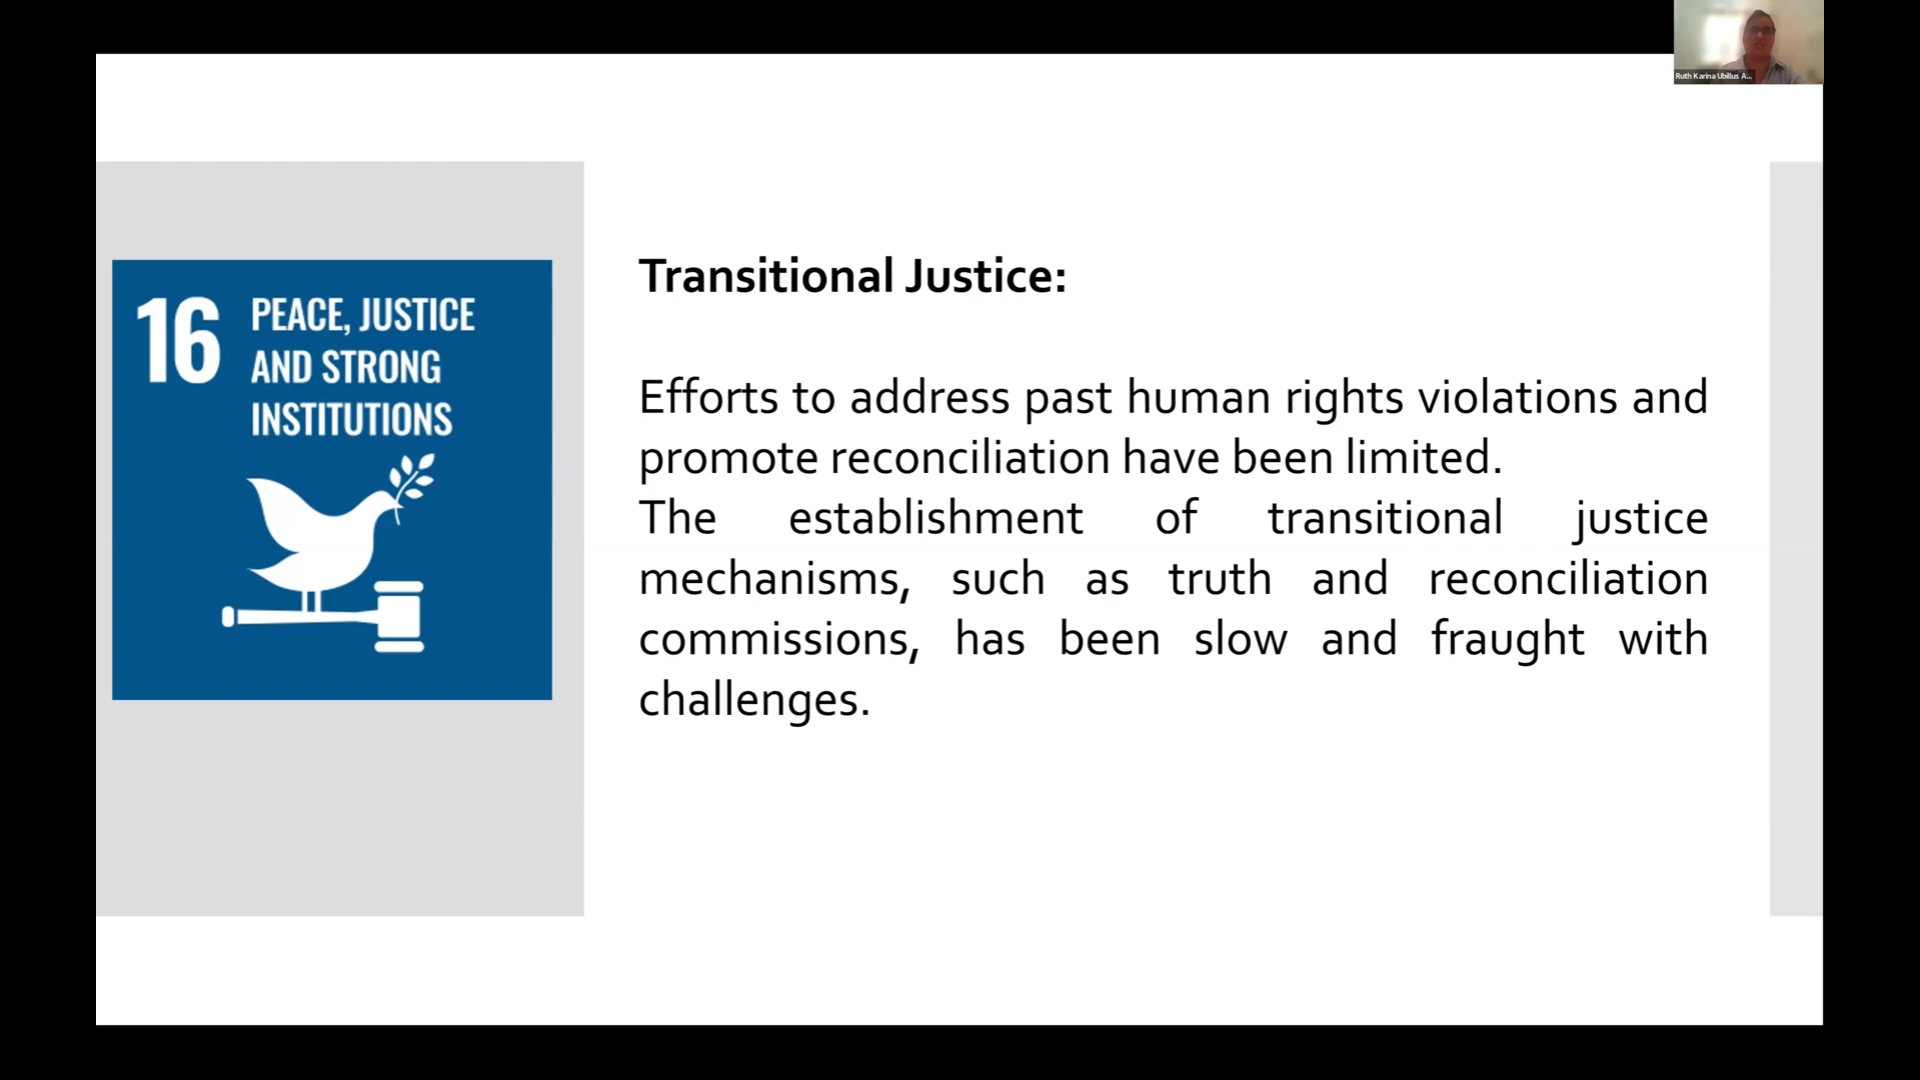 Ruth Karina Ubillus A...
16
PEACE, JUSTICE
AND STRONG
INSTITUTIONS
Transitional Justice:
Efforts to address past human rights violations and
promote reconciliation have been limited.
The establishment of transitional justice
mechanisms, such as truth and reconciliation
commissions, has been slow and fraught with
challenges.